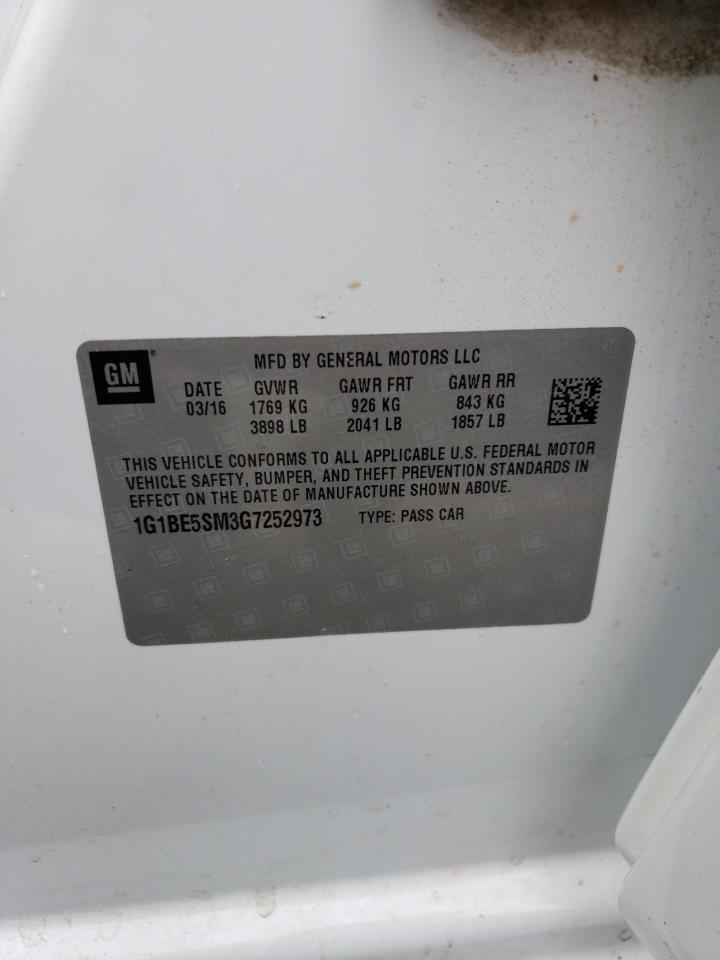 GM
MFD BY GENERAL MOTORS LLC
DATE GVWR GAWR FRT GAWR RR
03/16 1769 KG 926 KG 843 KG
3898 LB 2041 LB 1857 LB
THIS VEHICLE CONFORMS TO ALL APPLICABLE U.S. FEDERAL MOTOR
VEHICLE SAFETY, BUMPER, AND THEFT PREVENTION STANDARDS IN
EFFECT ON THE DATE OF MANUFACTURE SHOWN ABOVE.
1G1BE5SM3G7252973 TYPE: PASS CAR